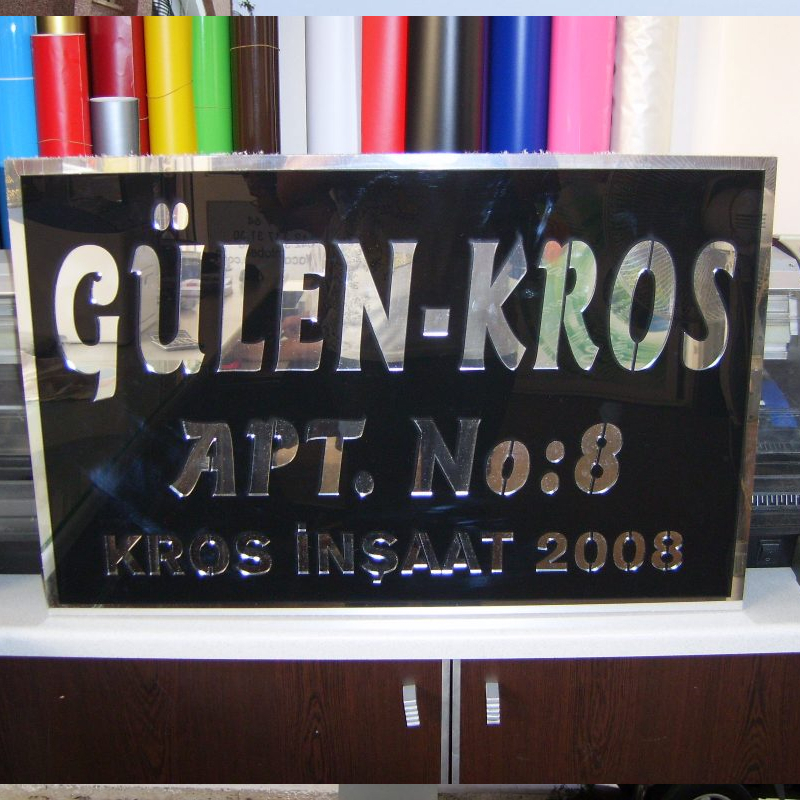 GÜLEN-KROS
APT. No:8
KROS İNŞAAT 2008